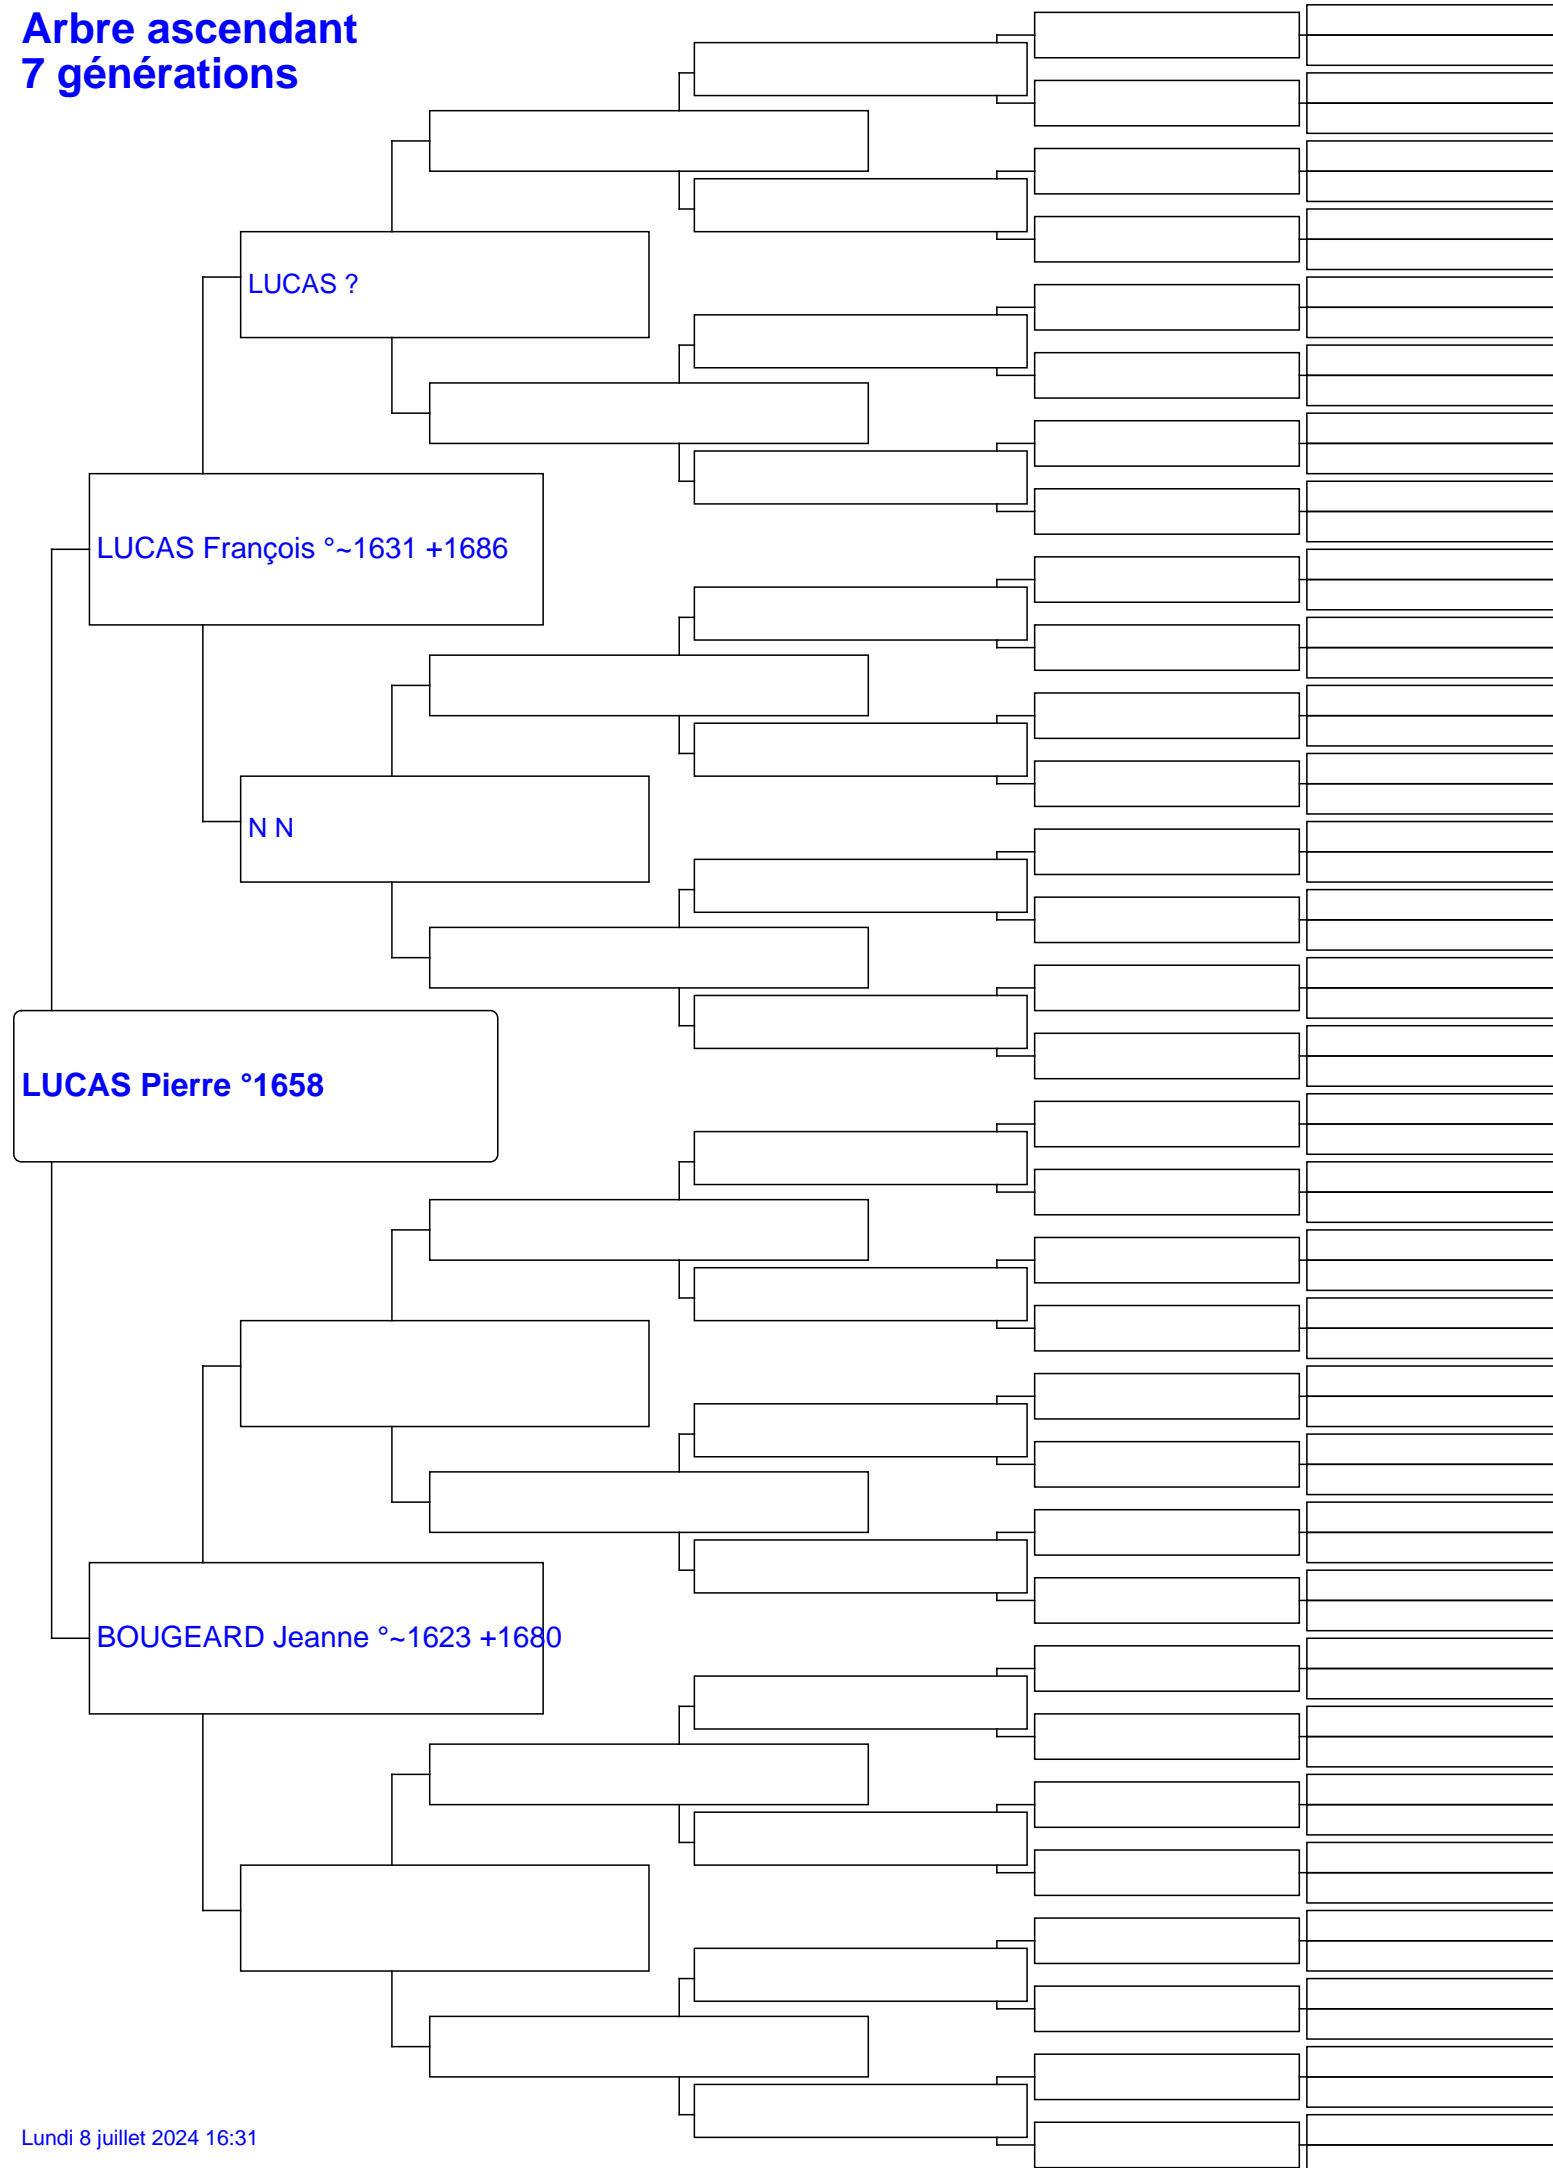 Arbre ascendant
7 générations
LUCAS ?
LUCAS François °~1631 +1686
N N
LUCAS Pierre °1658
BOUGEARD Jeanne °~1623 +1680
Lundi 8 juillet 2024 16:31